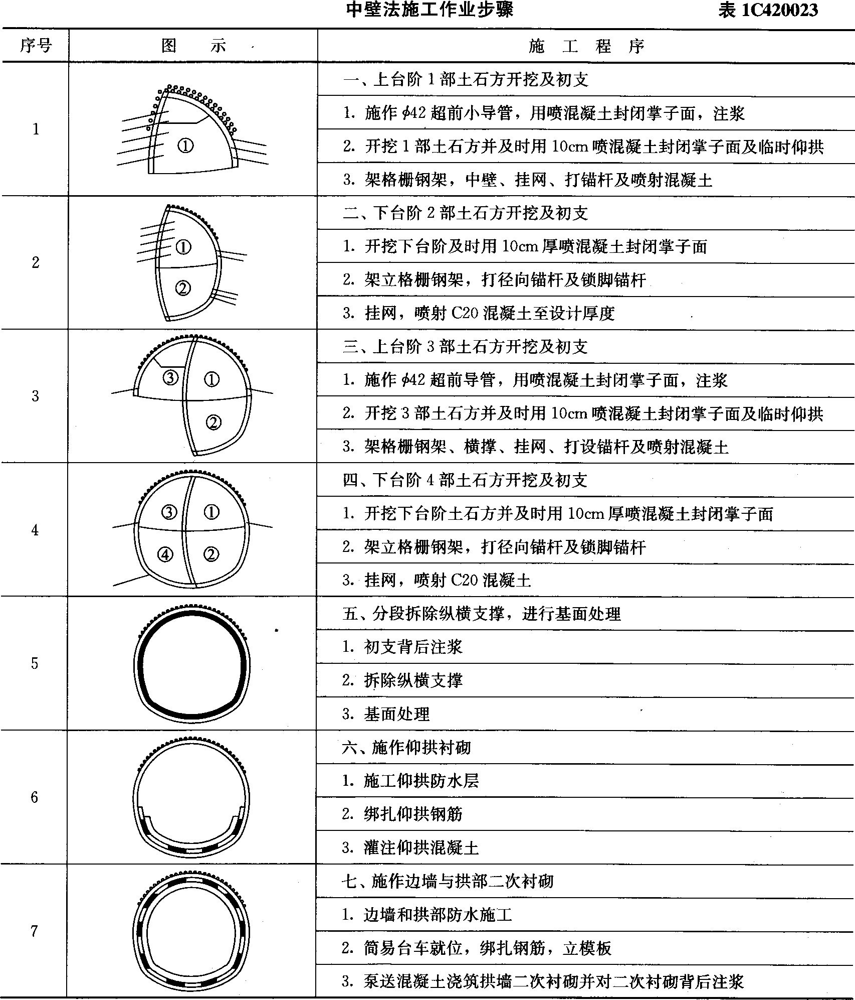 中壁法施工作业步骤 表 1C420023
序号 图 示 施 工 程 序
1
①
一、上台阶 1 部土石方开挖及初支
1. 施作 ϕ42 超前小导管，用喷混凝土封闭掌子面，注浆
2. 开挖 1 部土石方并及时用 10cm 喷混凝土封闭掌子面及临时仰拱
3. 架格栅钢架，中壁、挂网、打锚杆及喷射混凝土
2
①
②
二、下台阶 2 部土石方开挖及初支
1. 开挖下台阶及时用 10cm 厚喷混凝土封闭掌子面
2. 架立格栅钢架，打径向锚杆及锁脚锚杆
3. 挂网，喷射 C20 混凝土至设计厚度
3
③ ①
②
三、上台阶 3 部土石方开挖及初支
1. 施作 ϕ42 超前导管，用喷混凝土封闭掌子面，注浆
2. 开挖 3 部土石方并及时用 10cm 喷混凝土封闭掌子面及临时仰拱
3. 架格栅钢架、横撑、挂网、打设锚杆及喷射混凝土
4
③ ①
④ ②
四、下台阶 4 部土石方开挖及初支
1. 开挖下台阶土石方并及时用 10cm 厚喷混凝土封闭掌子面
2. 架立格栅钢架，打径向锚杆及锁脚锚杆
3. 挂网，喷射 C20 混凝土
5
五、分段拆除纵横支撑，进行基面处理
1. 初支背后注浆
2. 拆除纵横支撑
3. 基面处理
6
六、施作仰拱衬砌
1. 施工仰拱防水层
2. 绑扎仰拱钢筋
3. 灌注仰拱混凝土
7
七、施作边墙与拱部二次衬砌
1. 边墙和拱部防水施工
2. 简易台车就位，绑扎钢筋，立模板
3. 泵送混凝土浇筑拱墙二次衬砌并对二次衬砌背后注浆